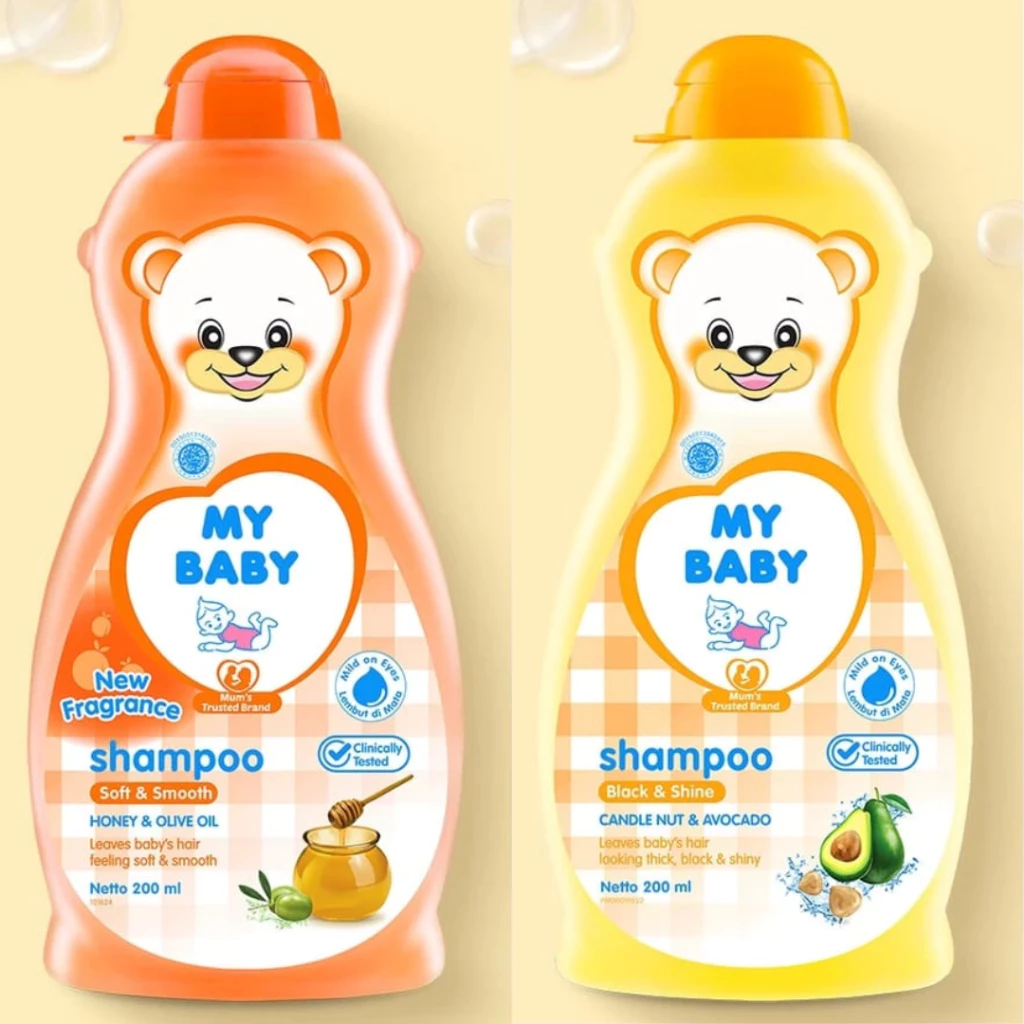 MY
BABY
Mum's
Trusted Brand
New
Fragrance
Mild on Eyes
Lembut di Mata
shampoo
Clinically
Tested
Soft & Smooth
HONEY & OLIVE OIL
Leaves baby's hair
feeling soft & smooth
Netto 200 ml
MY
BABY
Mum's
Trusted Brand
Mild on Eyes
Lembut di Mata
shampoo
Clinically
Tested
Black & Shine
CANDLE NUT & AVOCADO
Leaves baby's hair
looking thick, black & shiny
Netto 200 ml